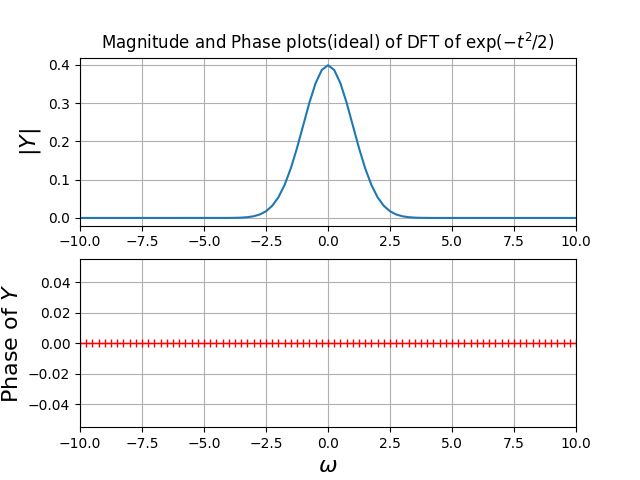 Magnitude and Phase plots(ideal) of DFT of exp(−t²/2)
|Y|
0.4
0.3
0.2
0.1
0.0
−10.0 −7.5 −5.0 −2.5 0.0 2.5 5.0 7.5 10.0
Phase of Y
0.04
0.02
0.00
−0.02
−0.04
−10.0 −7.5 −5.0 −2.5 0.0 2.5 5.0 7.5 10.0
ω